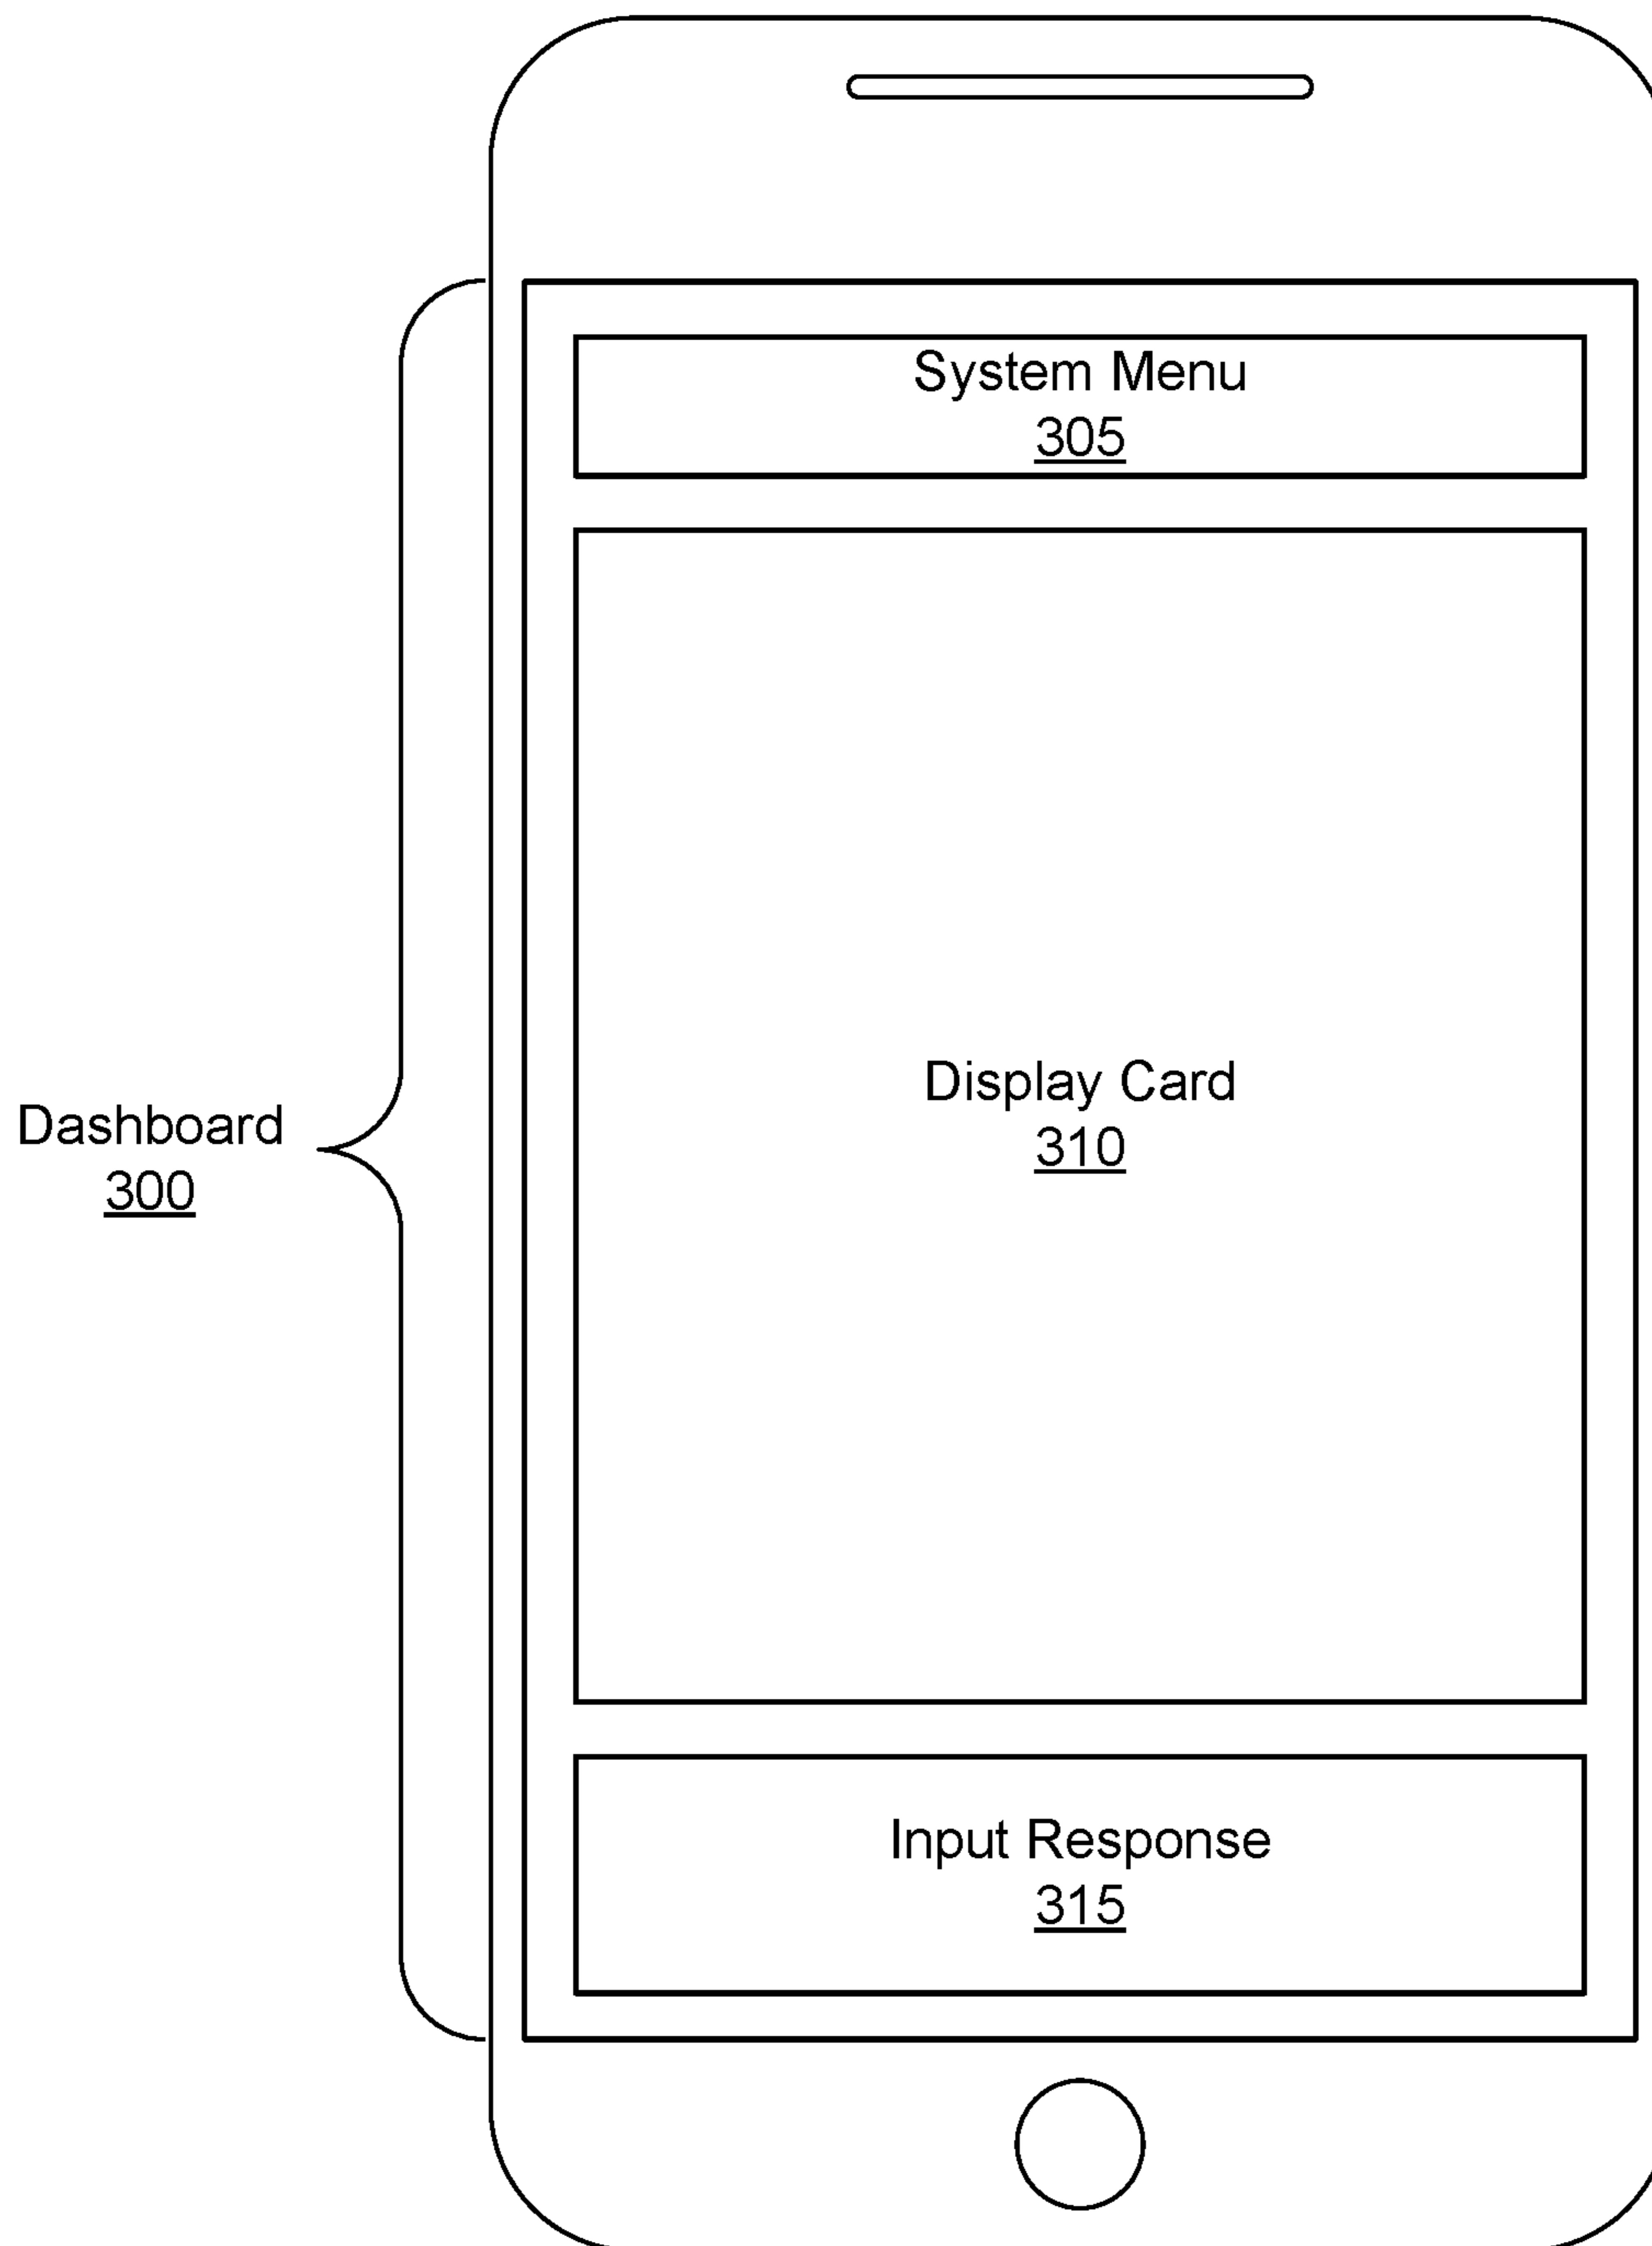 System Menu
305
Display Card
310
Dashboard
300
Input Response
315